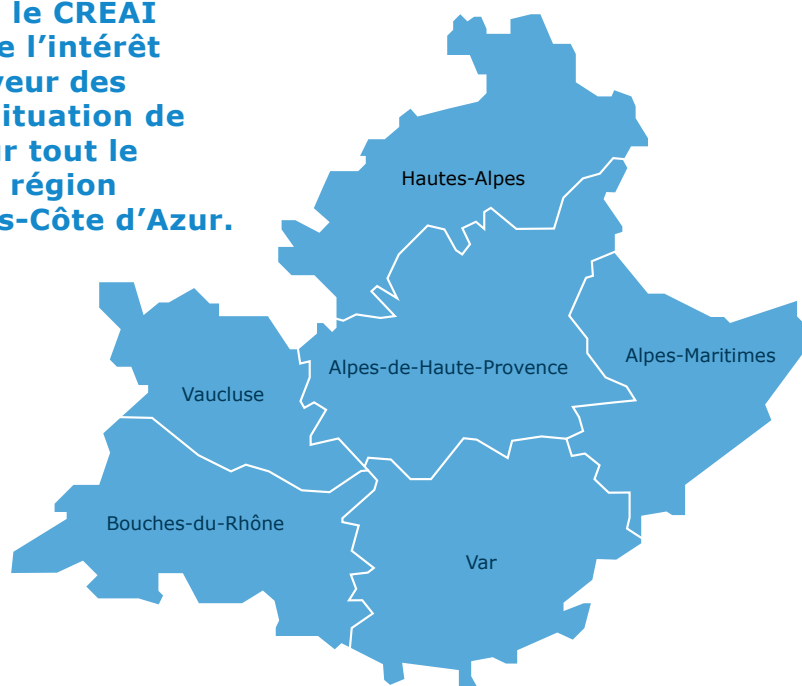 le CREAI
e l’intérêt
veur des
ituation de
r tout le
région
s-Côte d’Azur.
Hautes-Alpes
Alpes-de-Haute-Provence
Alpes-Maritimes
Vaucluse
Bouches-du-Rhône
Var